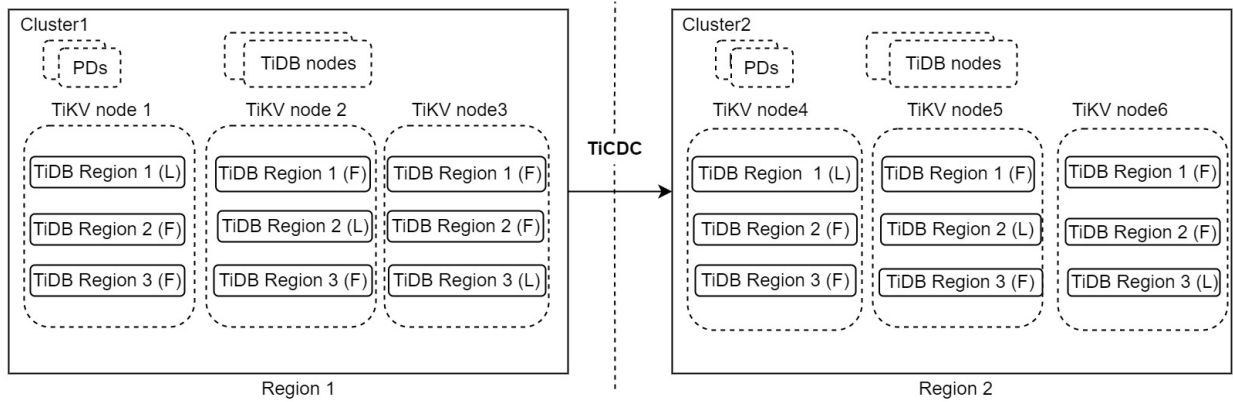 Cluster1
PDs
TiDB nodes
TiKV node 1
TiKV node 2
TiKV node3
TiDB Region 1 (L)
TiDB Region 1 (F)
TiDB Region 1 (F)
TiDB Region 2 (F)
TiDB Region 2 (L)
TiDB Region 2 (F)
TiDB Region 3 (F)
TiDB Region 3 (F)
TiDB Region 3 (L)
Region 1
TiCDC
Cluster2
PDs
TiDB nodes
TiKV node4
TiKV node5
TiKV node6
TiDB Region 1 (L)
TiDB Region 1 (F)
TiDB Region 1 (F)
TiDB Region 2 (F)
TiDB Region 2 (L)
TiDB Region 2 (F)
TiDB Region 3 (F)
TiDB Region 3 (F)
TiDB Region 3 (L)
Region 2